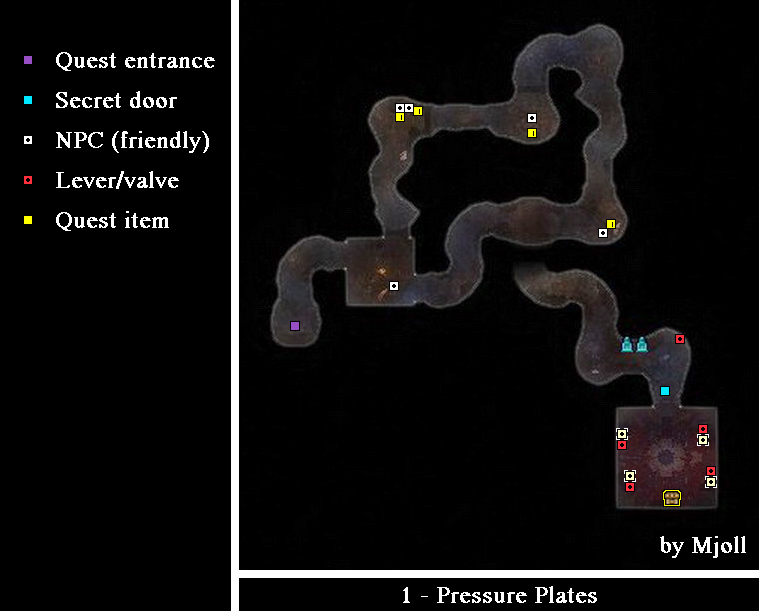 Quest entrance
Secret door
NPC (friendly)
Lever/valve
Quest item
by Mjoll
1 - Pressure Plates